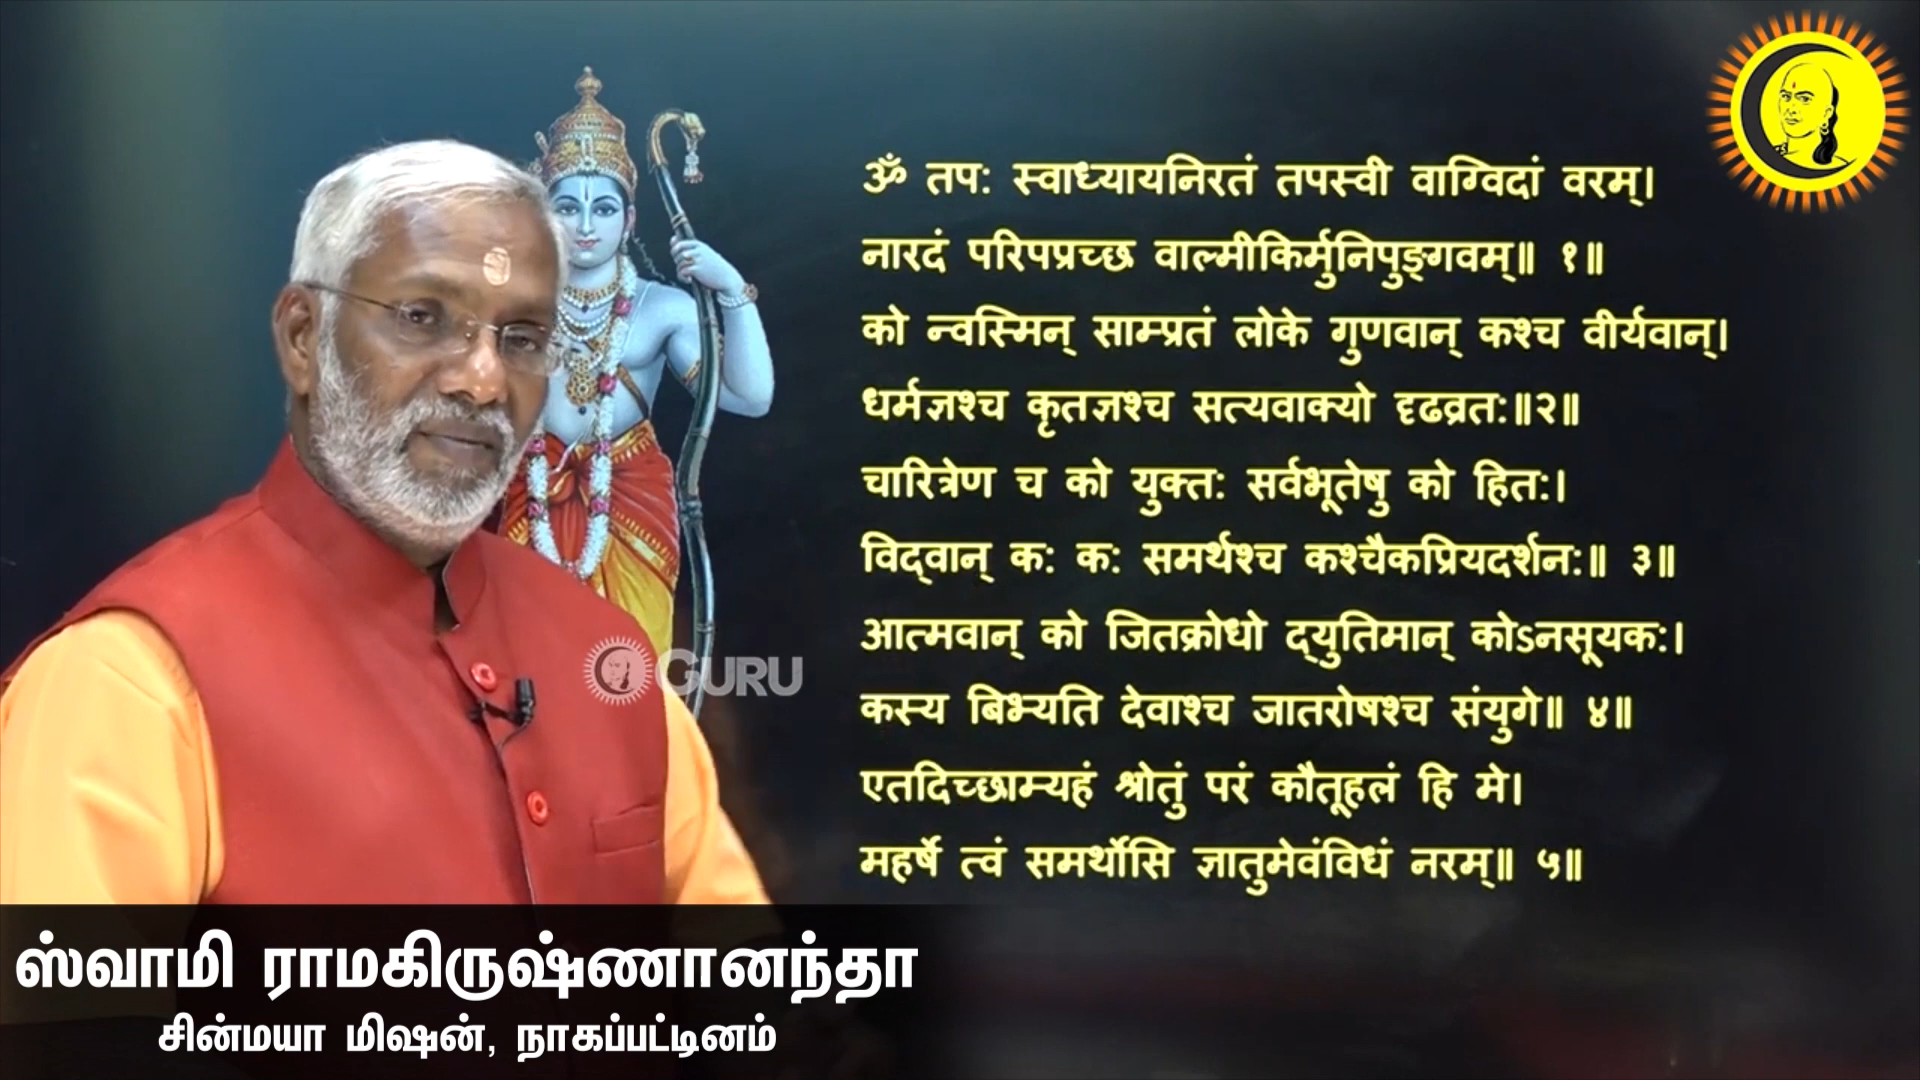 ॐ तप: स्वाध्यायनिरतं तपस्वी वाग्विदां वरम्।
नारदं परिपप्रच्छ वाल्मीकिर्मुनिपुङ्गवम्॥ १॥
को न्वस्मिन् साम्प्रतं लोके गुणवान् कश्च वीर्यवान्।
धर्मज्ञश्च कृतज्ञश्च सत्यवाक्यो दृढव्रत:॥२॥
चारित्रेण च को युक्त: सर्वभूतेषु को हित:।
विद्वान् क: क: समर्थश्च कश्चैकप्रियदर्शन:॥ ३॥
आत्मवान् को जितक्रोधो द्युतिमान् कोऽनसूयक:।
कस्य बिभ्यति देवाश्च जातरोषश्च संयुगे॥ ४॥
एतदिच्छाम्यहं श्रोतुं परं कौतूहलं हि मे।
महर्षे त्वं समर्थोसि ज्ञातुमेवंविधं नरम्॥ ५॥
GURU
ஸ்வாமி ராமகிருஷ்ணானந்தா
சின்மயா மிஷன், நாகப்பட்டினம்